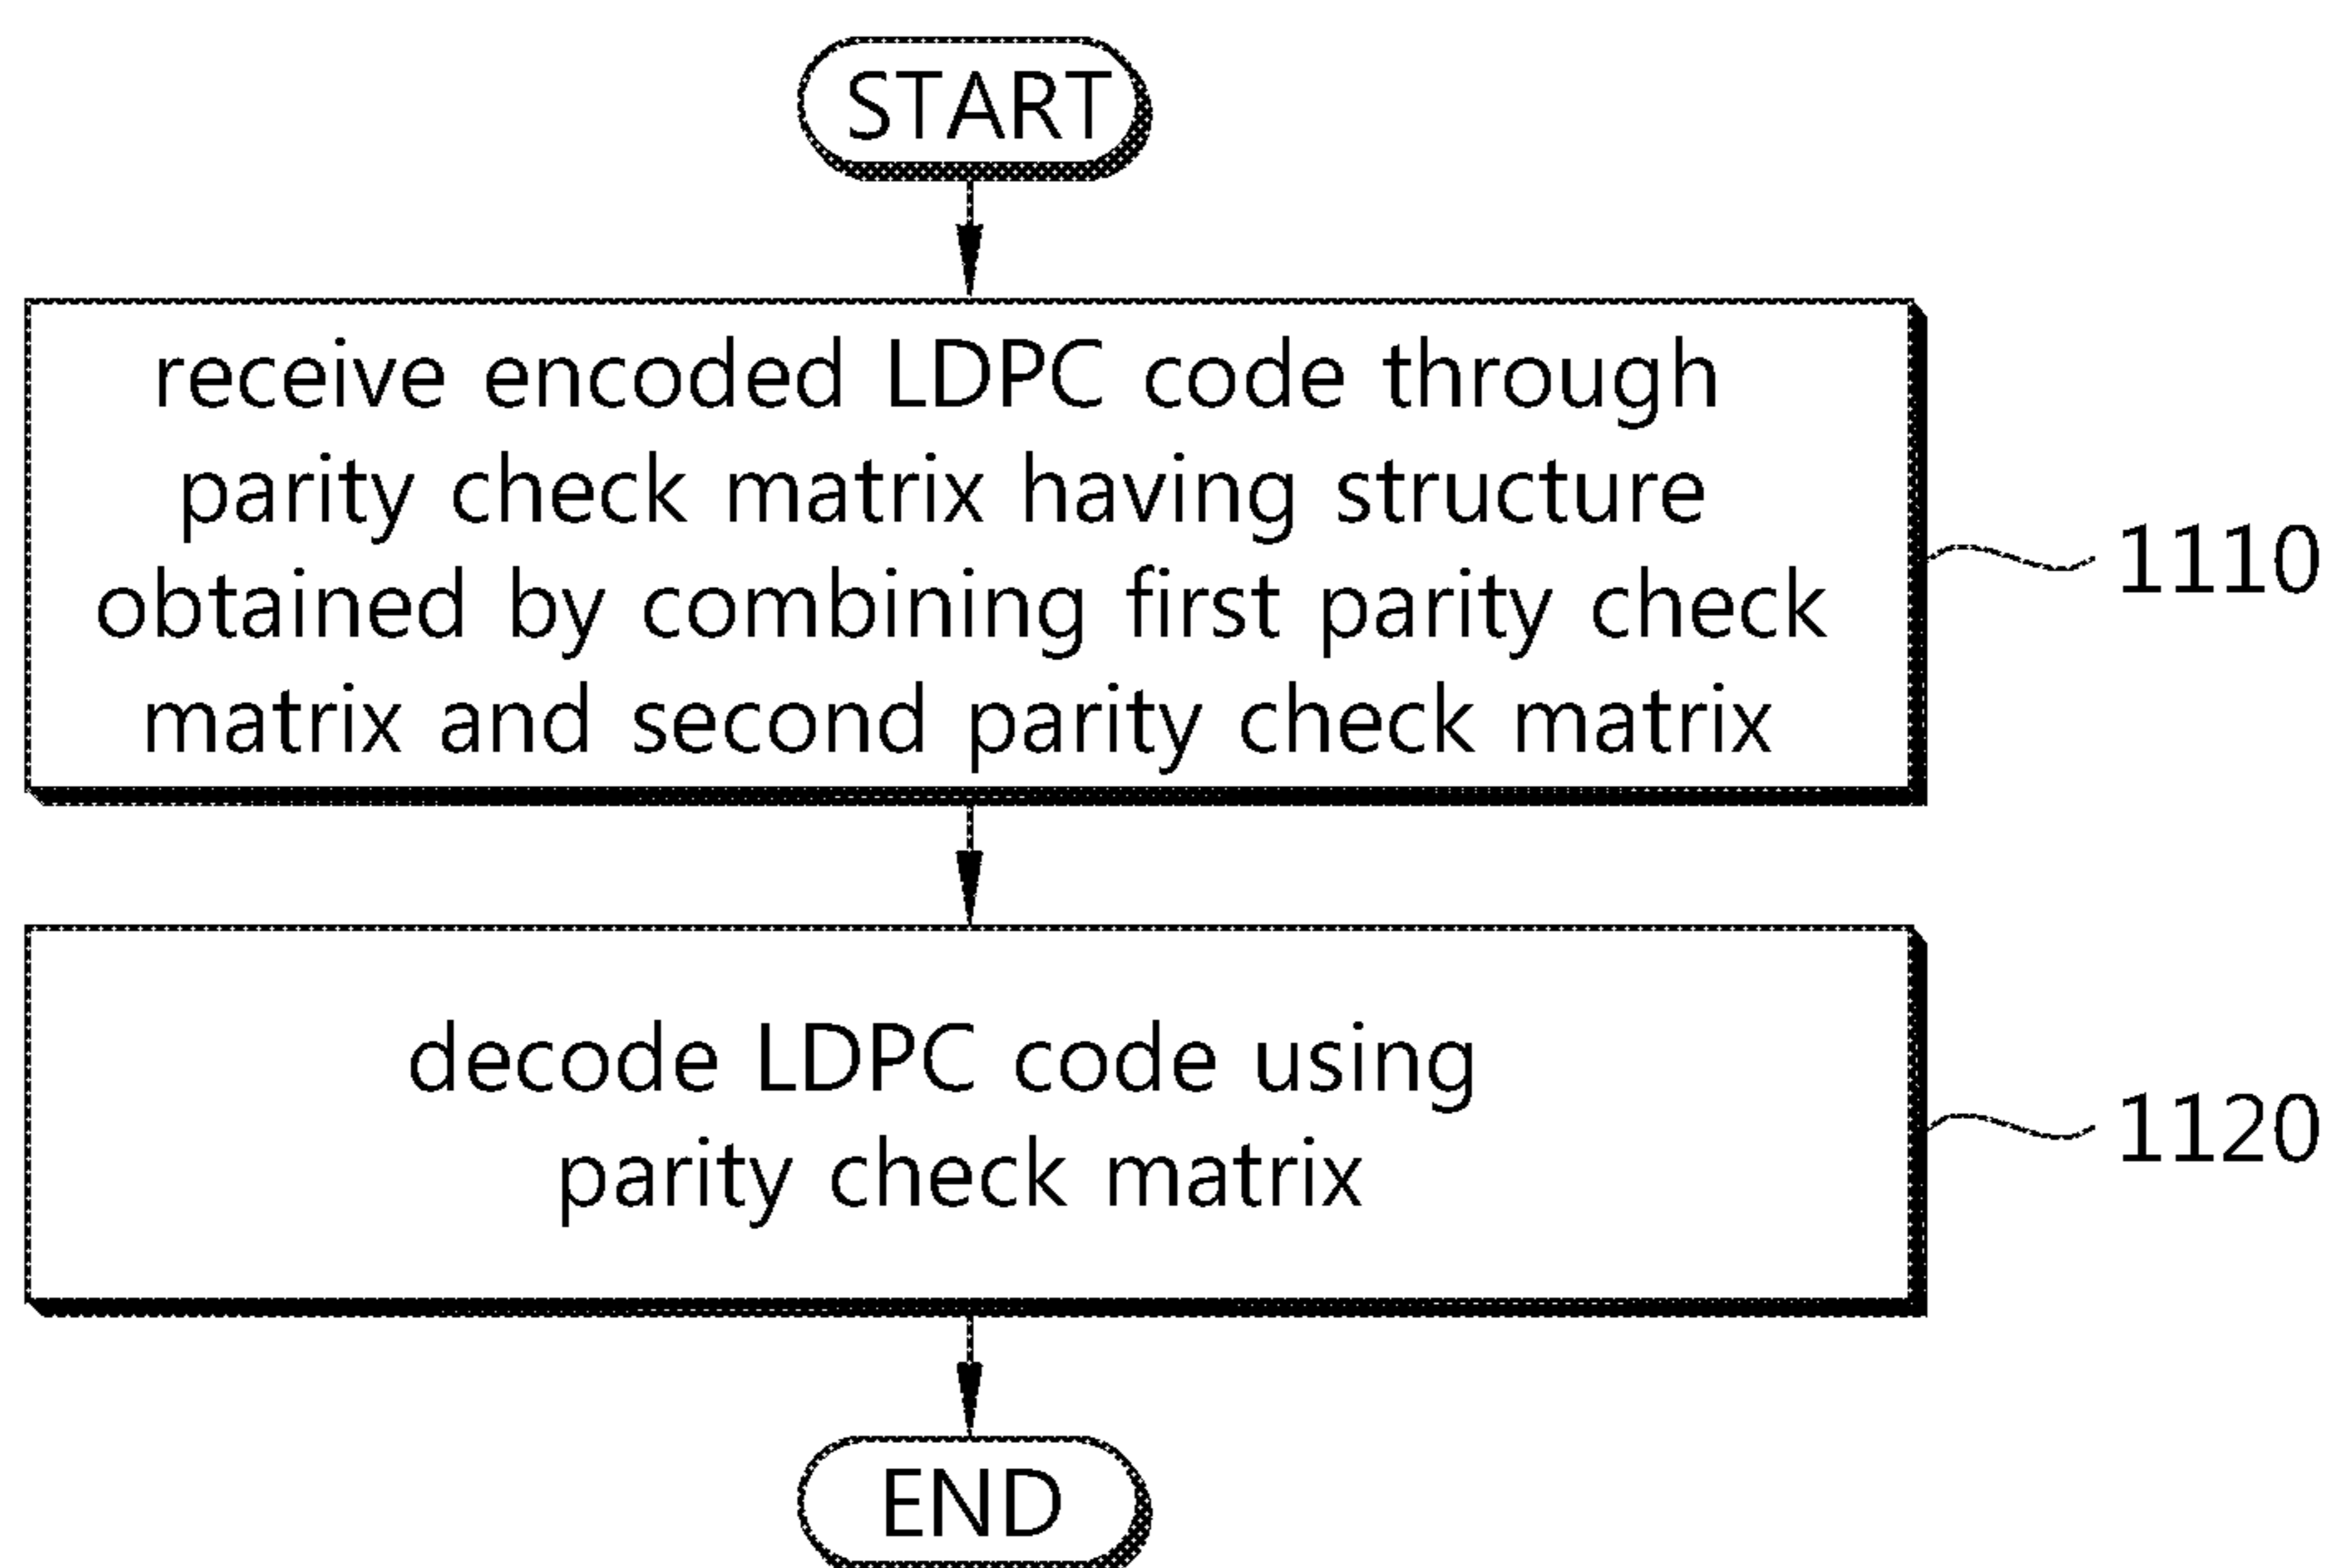 START
receive encoded LDPC code through
parity check matrix having structure
obtained by combining first parity check
matrix and second parity check matrix
1110
decode LDPC code using
parity check matrix
1120
END